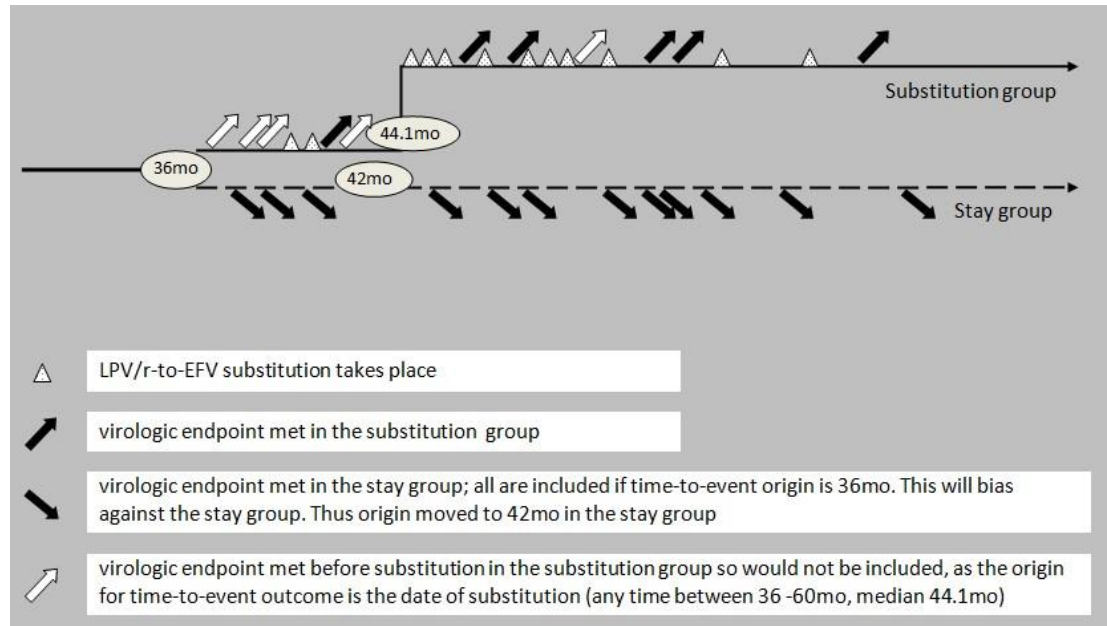 44.1mo
Substitution group
36mo
42mo
Stay group
LPV/r-to-EFV substitution takes place
virologic endpoint met in the substitution group
virologic endpoint met in the stay group; all are included if time-to-event origin is 36mo. This will bias
against the stay group. Thus origin moved to 42mo in the stay group
virologic endpoint met before substitution in the substitution group so would not be included, as the origin
for time-to-event outcome is the date of substitution (any time between 36 -60mo, median 44.1mo)